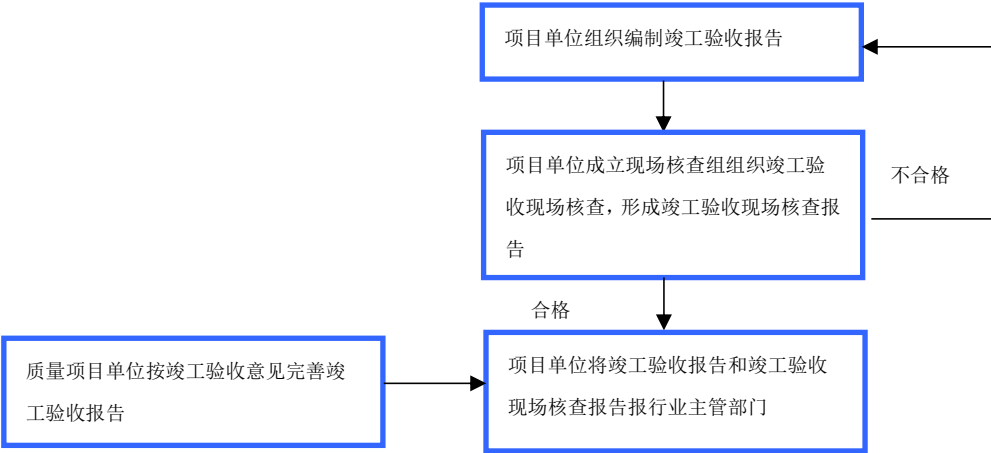 项目单位组织编制竣工验收报告
项目单位成立现场核查组组织竣工验
收现场核查，形成竣工验收现场核查报
告
不合格
合格
质量项目单位按竣工验收意见完善竣
工验收报告
项目单位将竣工验收报告和竣工验收
现场核查报告报行业主管部门